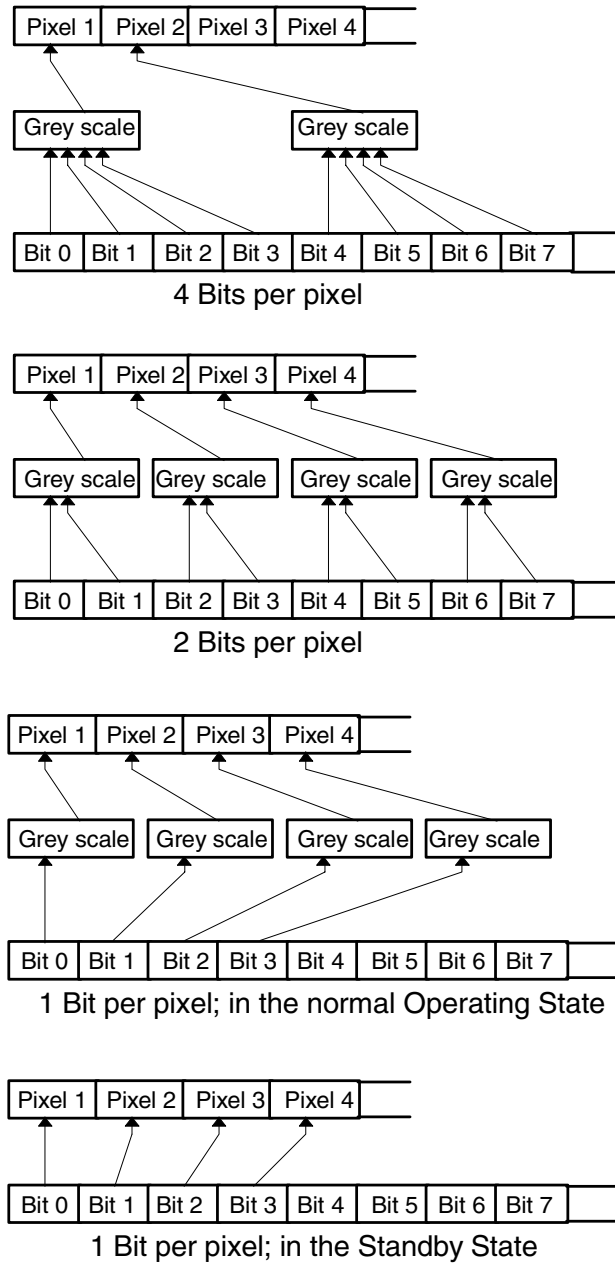 Pixel 1 Pixel 2 Pixel 3 Pixel 4
Grey scale Grey scale
Bit 0 Bit 1 Bit 2 Bit 3 Bit 4 Bit 5 Bit 6 Bit 7
4 Bits per pixel
Pixel 1 Pixel 2 Pixel 3 Pixel 4
Grey scale Grey scale Grey scale Grey scale
Bit 0 Bit 1 Bit 2 Bit 3 Bit 4 Bit 5 Bit 6 Bit 7
2 Bits per pixel
Pixel 1 Pixel 2 Pixel 3 Pixel 4
Grey scale Grey scale Grey scale Grey scale
Bit 0 Bit 1 Bit 2 Bit 3 Bit 4 Bit 5 Bit 6 Bit 7
1 Bit per pixel; in the normal Operating State
Pixel 1 Pixel 2 Pixel 3 Pixel 4
Bit 0 Bit 1 Bit 2 Bit 3 Bit 4 Bit 5 Bit 6 Bit 7
1 Bit per pixel; in the Standby State